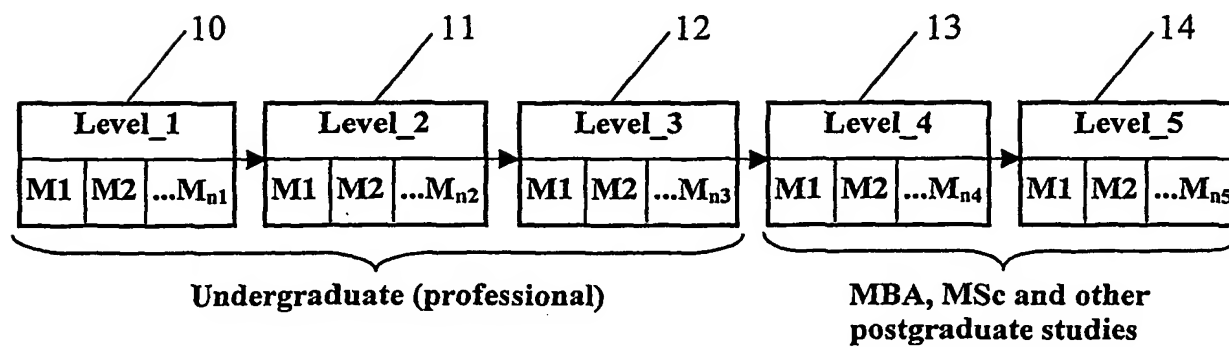 10 11 12 13 14
Level_1 Level_2 Level_3 Level_4 Level_5
M1 M2 ...Mn1 M1 M2 ...Mn2 M1 M2 ...Mn3 M1 M2 ...Mn4 M1 M2 ...Mn5
Undergraduate (professional) MBA, MSc and other
postgraduate studies